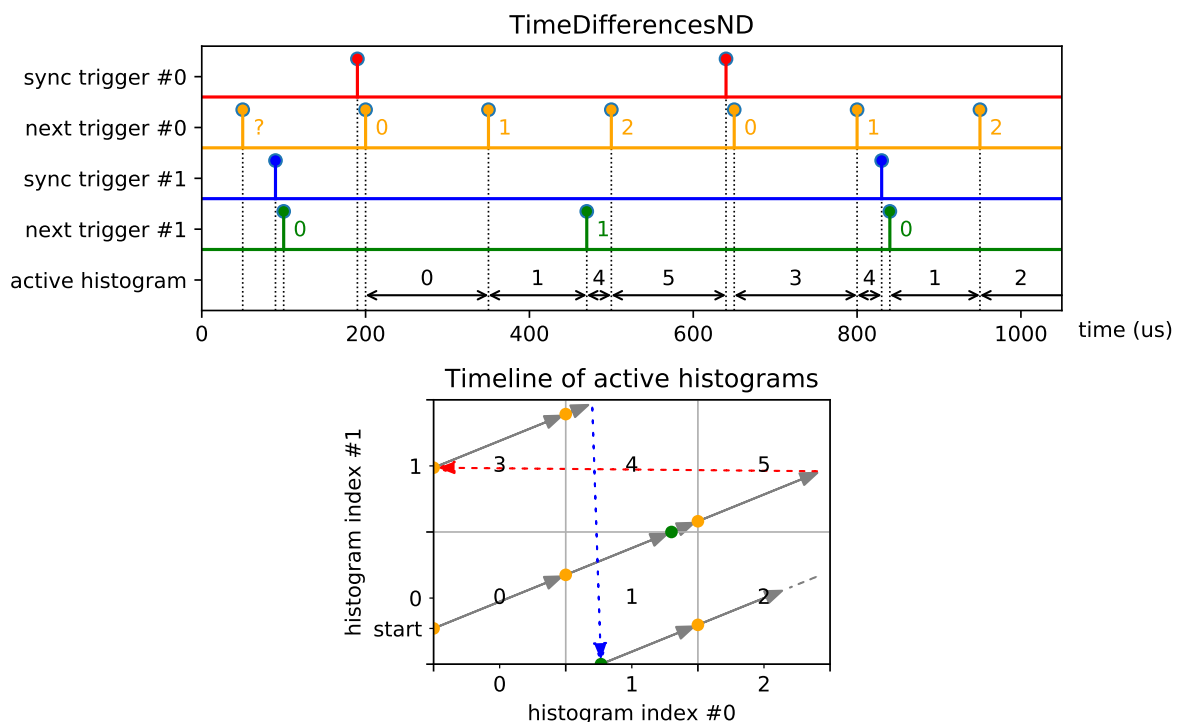 TimeDifferencesND
sync trigger #0
next trigger #0 ? 0 1 2 0 1 2
sync trigger #1
next trigger #1 0 1 0
active histogram 0 1 4 5 3 4 1 2
0 200 400 600 800 1000 time (us)
Timeline of active histograms
histogram index #1
1 3 4 5
0 0 1 2
start
0 1 2
histogram index #0